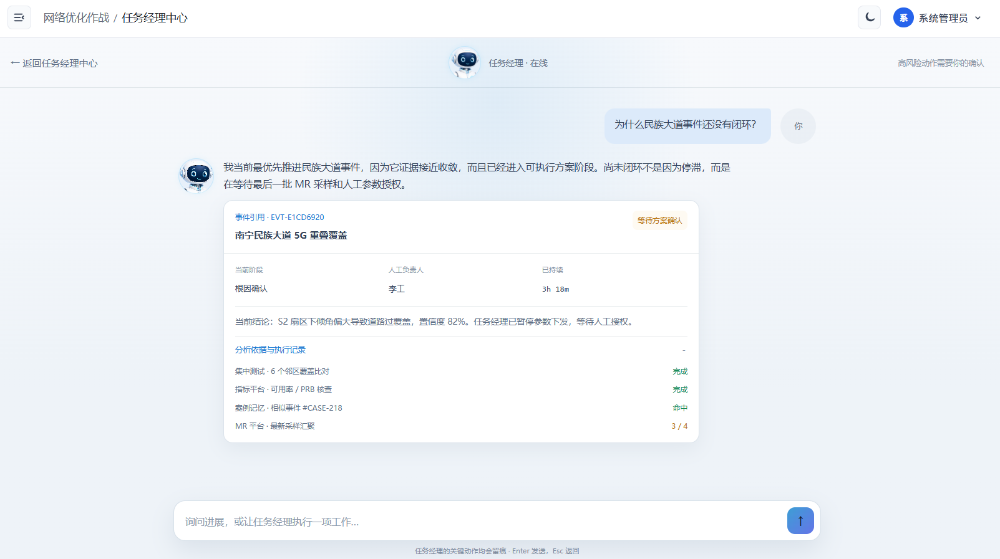 网络优化作战 / 任务经理中心
系 系统管理员
← 返回任务经理中心
任务经理 · 在线
高风险动作需要你的确认
为什么民族大道事件还没有闭环？
你
我当前最优先推进民族大道事件，因为它证据接近收敛，而且已经进入可执行方案阶段。尚未闭环不是因为停滞，而是
在等待最后一批 MR 采样和人工参数授权。
事件引用 · EVT-E1CD6920
等待方案确认
南宁民族大道 5G 重叠覆盖
当前阶段 人工负责人 已持续
根因确认 李工 3h 18m
当前结论：S2 扇区下倾角偏大导致道路过覆盖，置信度 82%。任务经理已暂停参数下发，等待人工授权。
分析依据与执行记录 -
集中测试 · 6 个邻区覆盖比对 完成
指标平台 · 可用率 / PRB 核查 完成
案例记忆 · 相似事件 #CASE-218 命中
MR 平台 · 最新采样汇聚 3 / 4
询问进展，或让任务经理执行一项工作...
↑
任务经理的关键动作均会留痕 · Enter 发送，Esc 返回